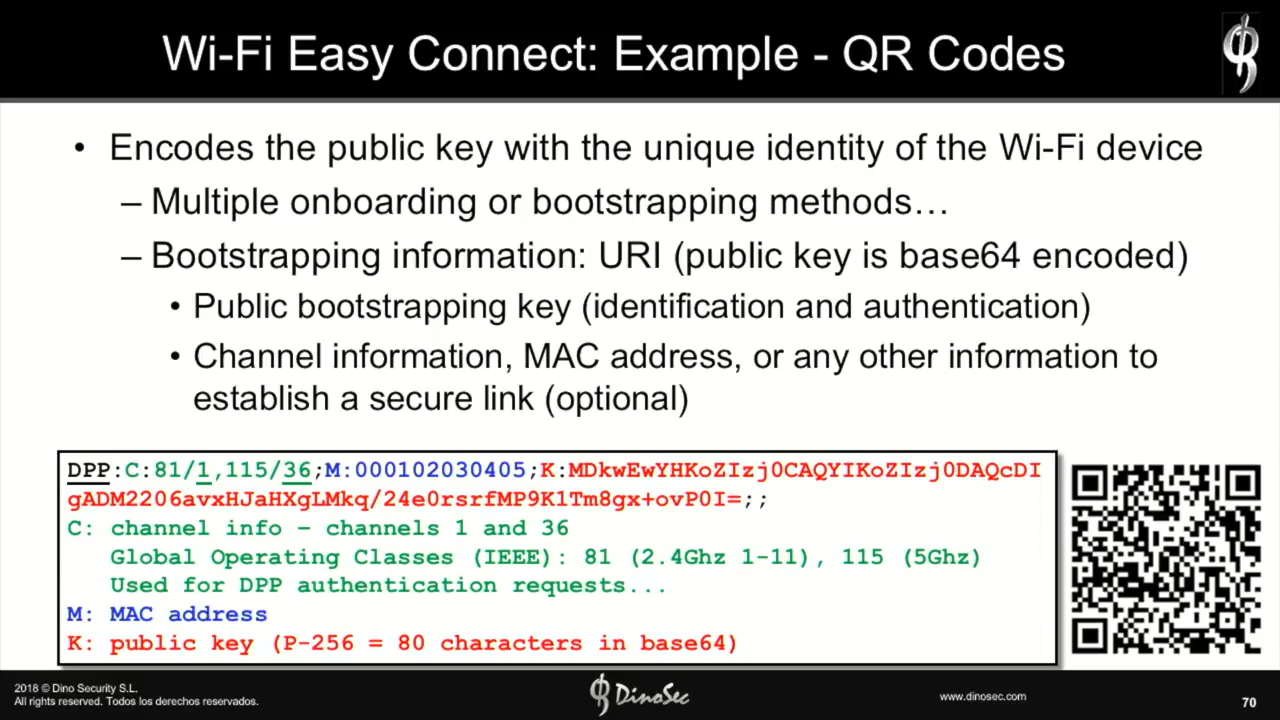 Wi-Fi Easy Connect: Example - QR Codes
• Encodes the public key with the unique identity of the Wi-Fi device
– Multiple onboarding or bootstrapping methods…
– Bootstrapping information: URI (public key is base64 encoded)
• Public bootstrapping key (identification and authentication)
• Channel information, MAC address, or any other information to
establish a secure link (optional)
DPP:C:81/1,115/36;M:000102030405;K:MDkwEwYHKoZIzj0CAQYIKoZIzj0DAQcDI
gADM2206avxHJaHXgLMkq/24e0rsrfMP9K1Tm8gx+ovP0I=;;
C: channel info – channels 1 and 36
Global Operating Classes (IEEE): 81 (2.4Ghz 1-11), 115 (5Ghz)
Used for DPP authentication requests...
M: MAC address
K: public key (P-256 = 80 characters in base64)
2018 © Dino Security S.L.
All rights reserved. Todos los derechos reservados.
DinoSec
www.dinosec.com
70